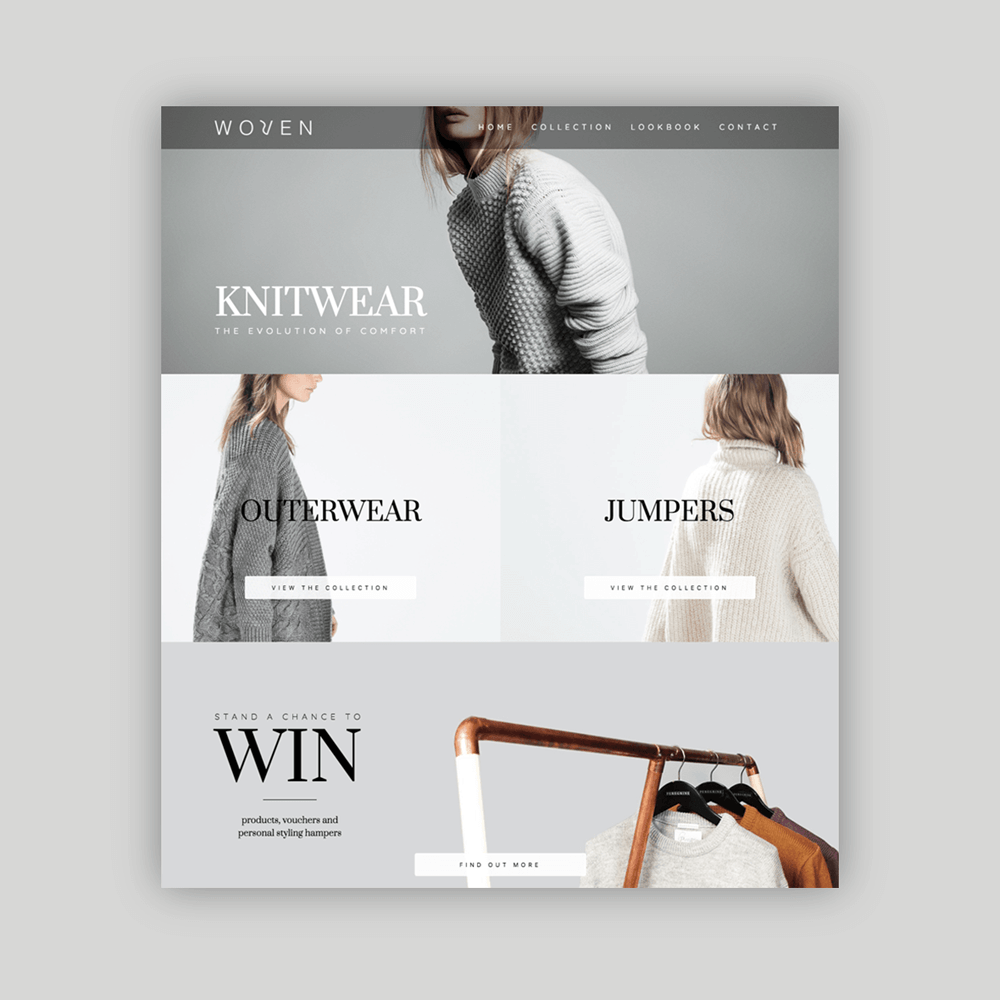 WOVEN
HOME COLLECTION LOOKBOOK CONTACT
KNITWEAR
THE EVOLUTION OF COMFORT
OUTERWEAR
JUMPERS
VIEW THE COLLECTION
VIEW THE COLLECTION
STAND A CHANCE TO
WIN
products, vouchers and
personal styling hampers
FIND OUT MORE